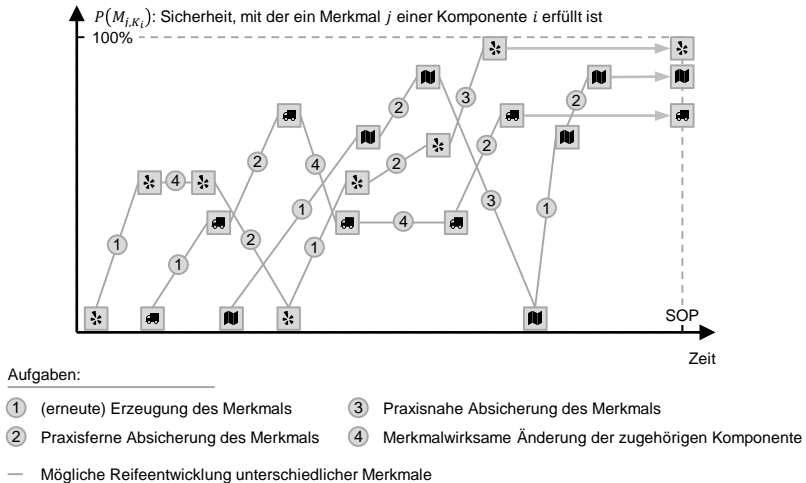 P(M_{j,K_i}): Sicherheit, mit der ein Merkmal j einer Komponente i erfüllt ist
100%
3
2
2
3
2
2
4
2
4
1
2
3
1
4
1
2
1
1
SOP
Zeit
Aufgaben:
1 (erneute) Erzeugung des Merkmals
3 Praxisnahe Absicherung des Merkmals
2 Praxisferne Absicherung des Merkmals
4 Merkmalwirksame Änderung der zugehörigen Komponente
Mögliche Reifeentwicklung unterschiedlicher Merkmale